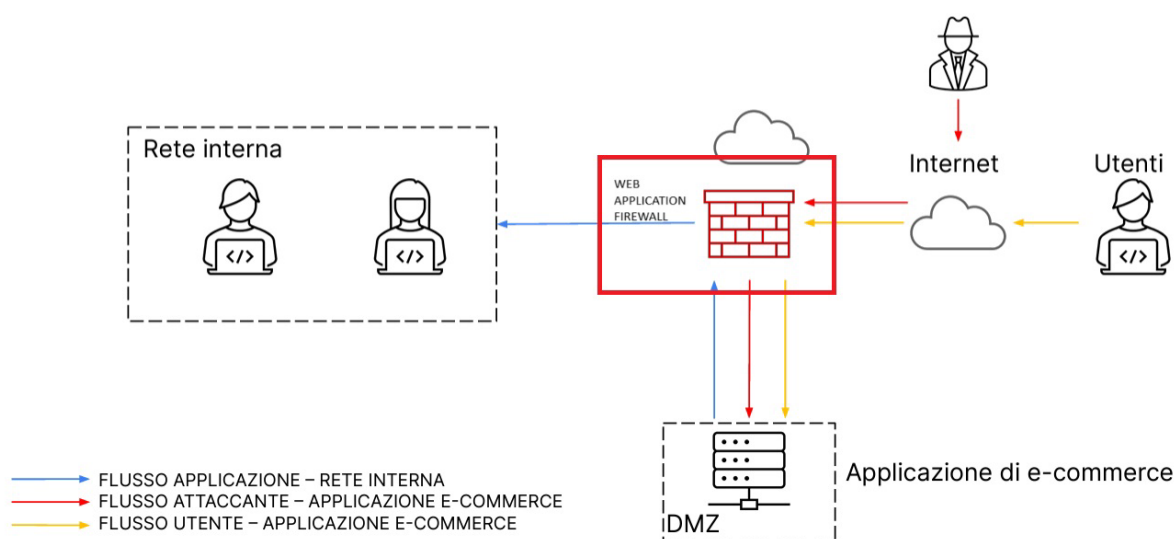 Rete interna
Internet
Utenti
WEB
APPLICATION
FIREWALL
</>
</>
</>
Applicazione di e-commerce
DMZ
FLUSSO APPLICAZIONE – RETE INTERNA
FLUSSO ATTACCANTE – APPLICAZIONE E-COMMERCE
FLUSSO UTENTE – APPLICAZIONE E-COMMERCE